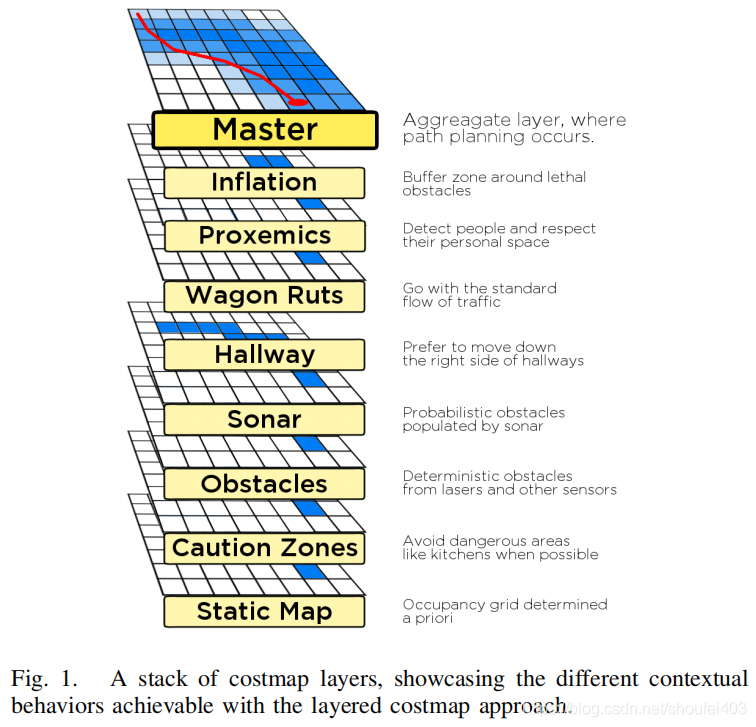 Master
Aggreagate layer, where
path planning occurs.
Inflation
Buffer zone around lethal
obstacles
Proxemics
Detect people and respect
their personal space
Wagon Ruts
Go with the standard
flow of traffic
Hallway
Prefer to move down
the right side of hallways
Sonar
Probabilistic obstacles
populated by sonar
Obstacles
Deterministic obstacles
from lasers and other sensors
Caution Zones
Avoid dangerous areas
like kitchens when possible
Static Map
Occupancy grid determined
a priori
Fig. 1. A stack of costmap layers, showcasing the different contextual
behaviors achievable with the layered costmap approach.
blog.csdn.net/shoufei403